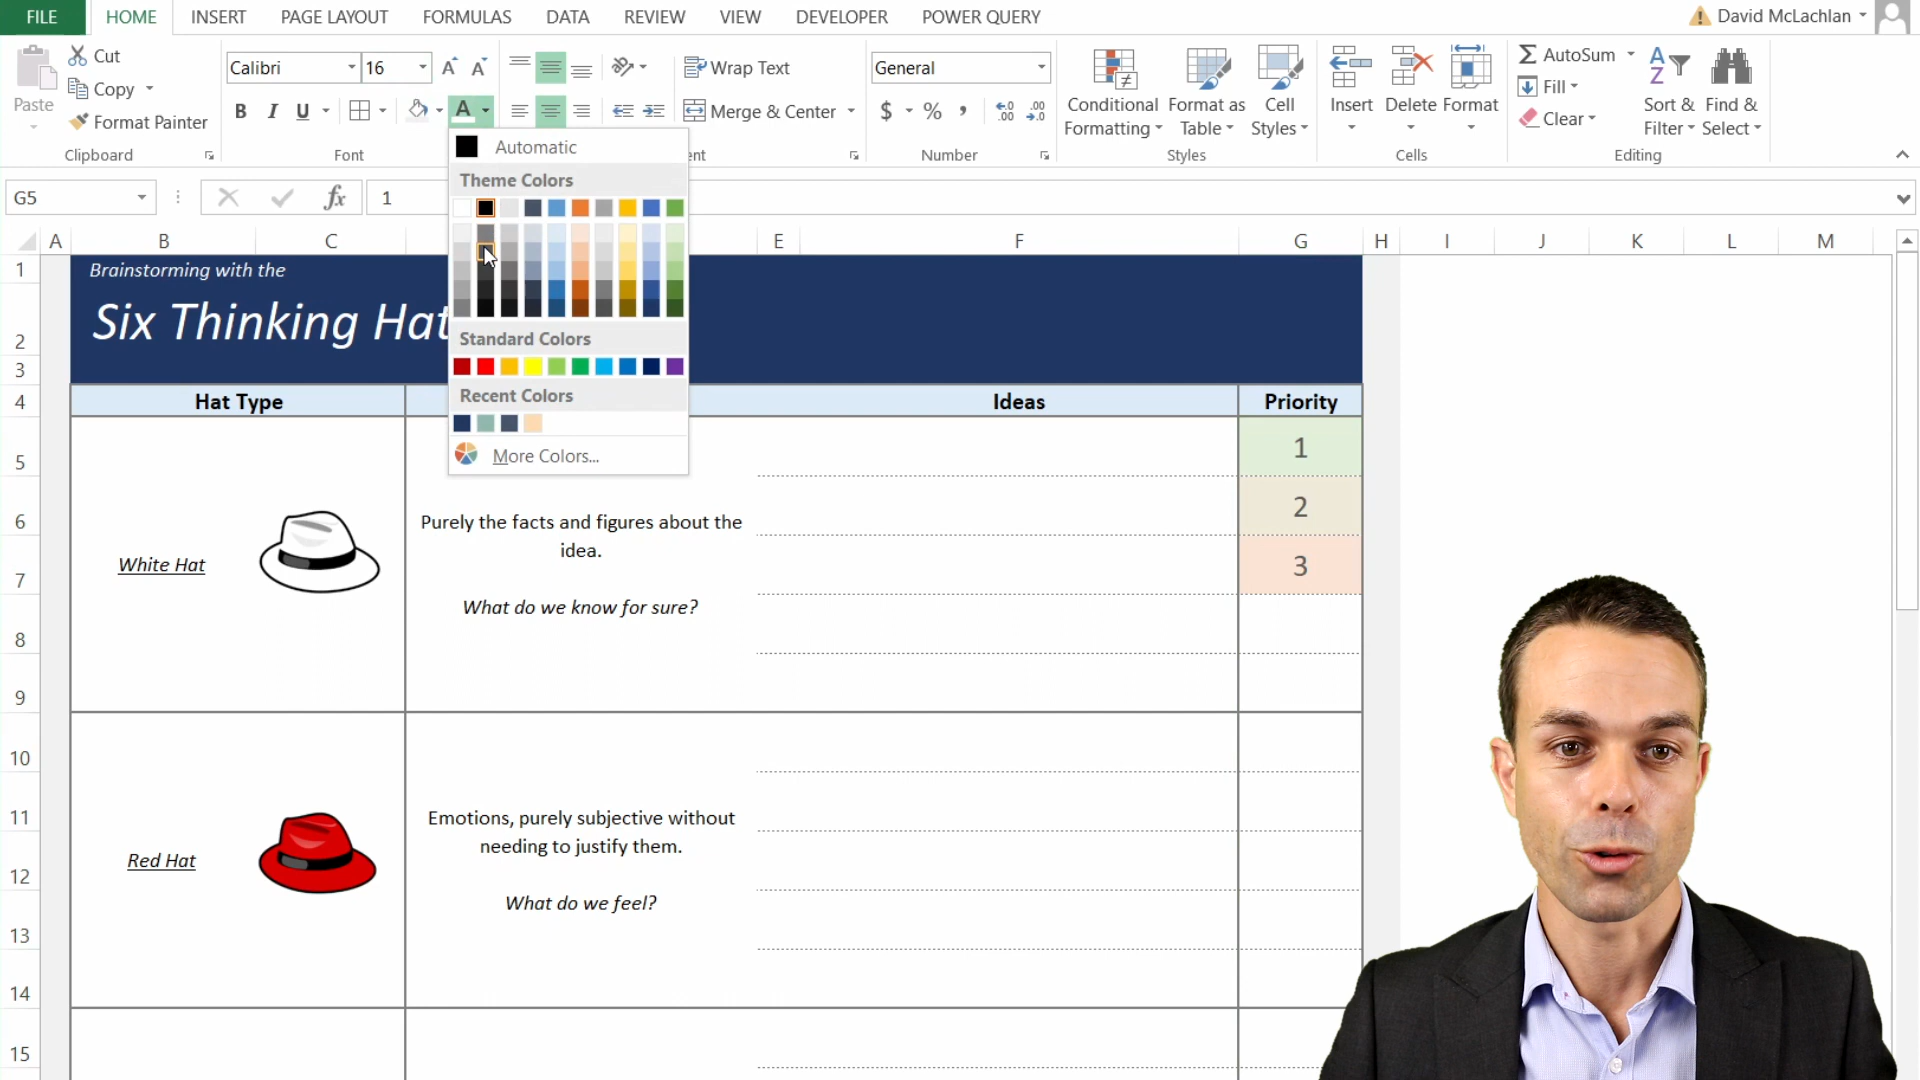 FILE HOME INSERT PAGE LAYOUT FORMULAS DATA REVIEW VIEW DEVELOPER POWER QUERY David McLachlan
Paste
Cut
Copy
Format Painter
Clipboard
Calibri 16
B I U
Font
Wrap Text
Merge & Center
ent
General
$ % ,
Number
Conditional
Formatting
Format as
Table
Cell
Styles
Styles
Insert
Delete
Format
Cells
AutoSum
Fill
Clear
Sort &
Filter
Find &
Select
Editing
Automatic
Theme Colors
Standard Colors
Recent Colors
More Colors...
G5 fx 1
A B C E F G H I J K L M
1 Brainstorming with the
2 Six Thinking Hat
3
4 Hat Type Ideas Priority
5 1
6 2
7 3
8
9
White Hat
Purely the facts and figures about the
idea.
What do we know for sure?
10
11
12
13
14
Red Hat
Emotions, purely subjective without
needing to justify them.
What do we feel?
15